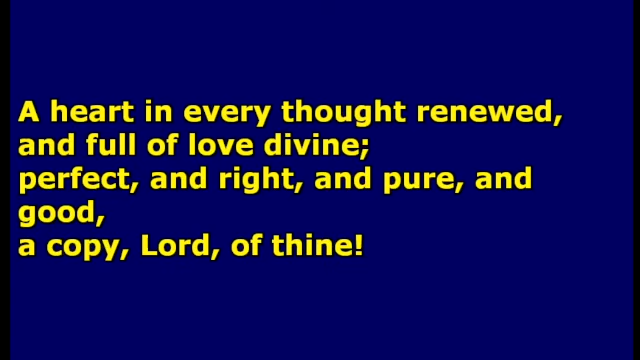 A heart in every thought renewed,
and full of love divine;
perfect, and right, and pure, and
good,
a copy, Lord, of thine!